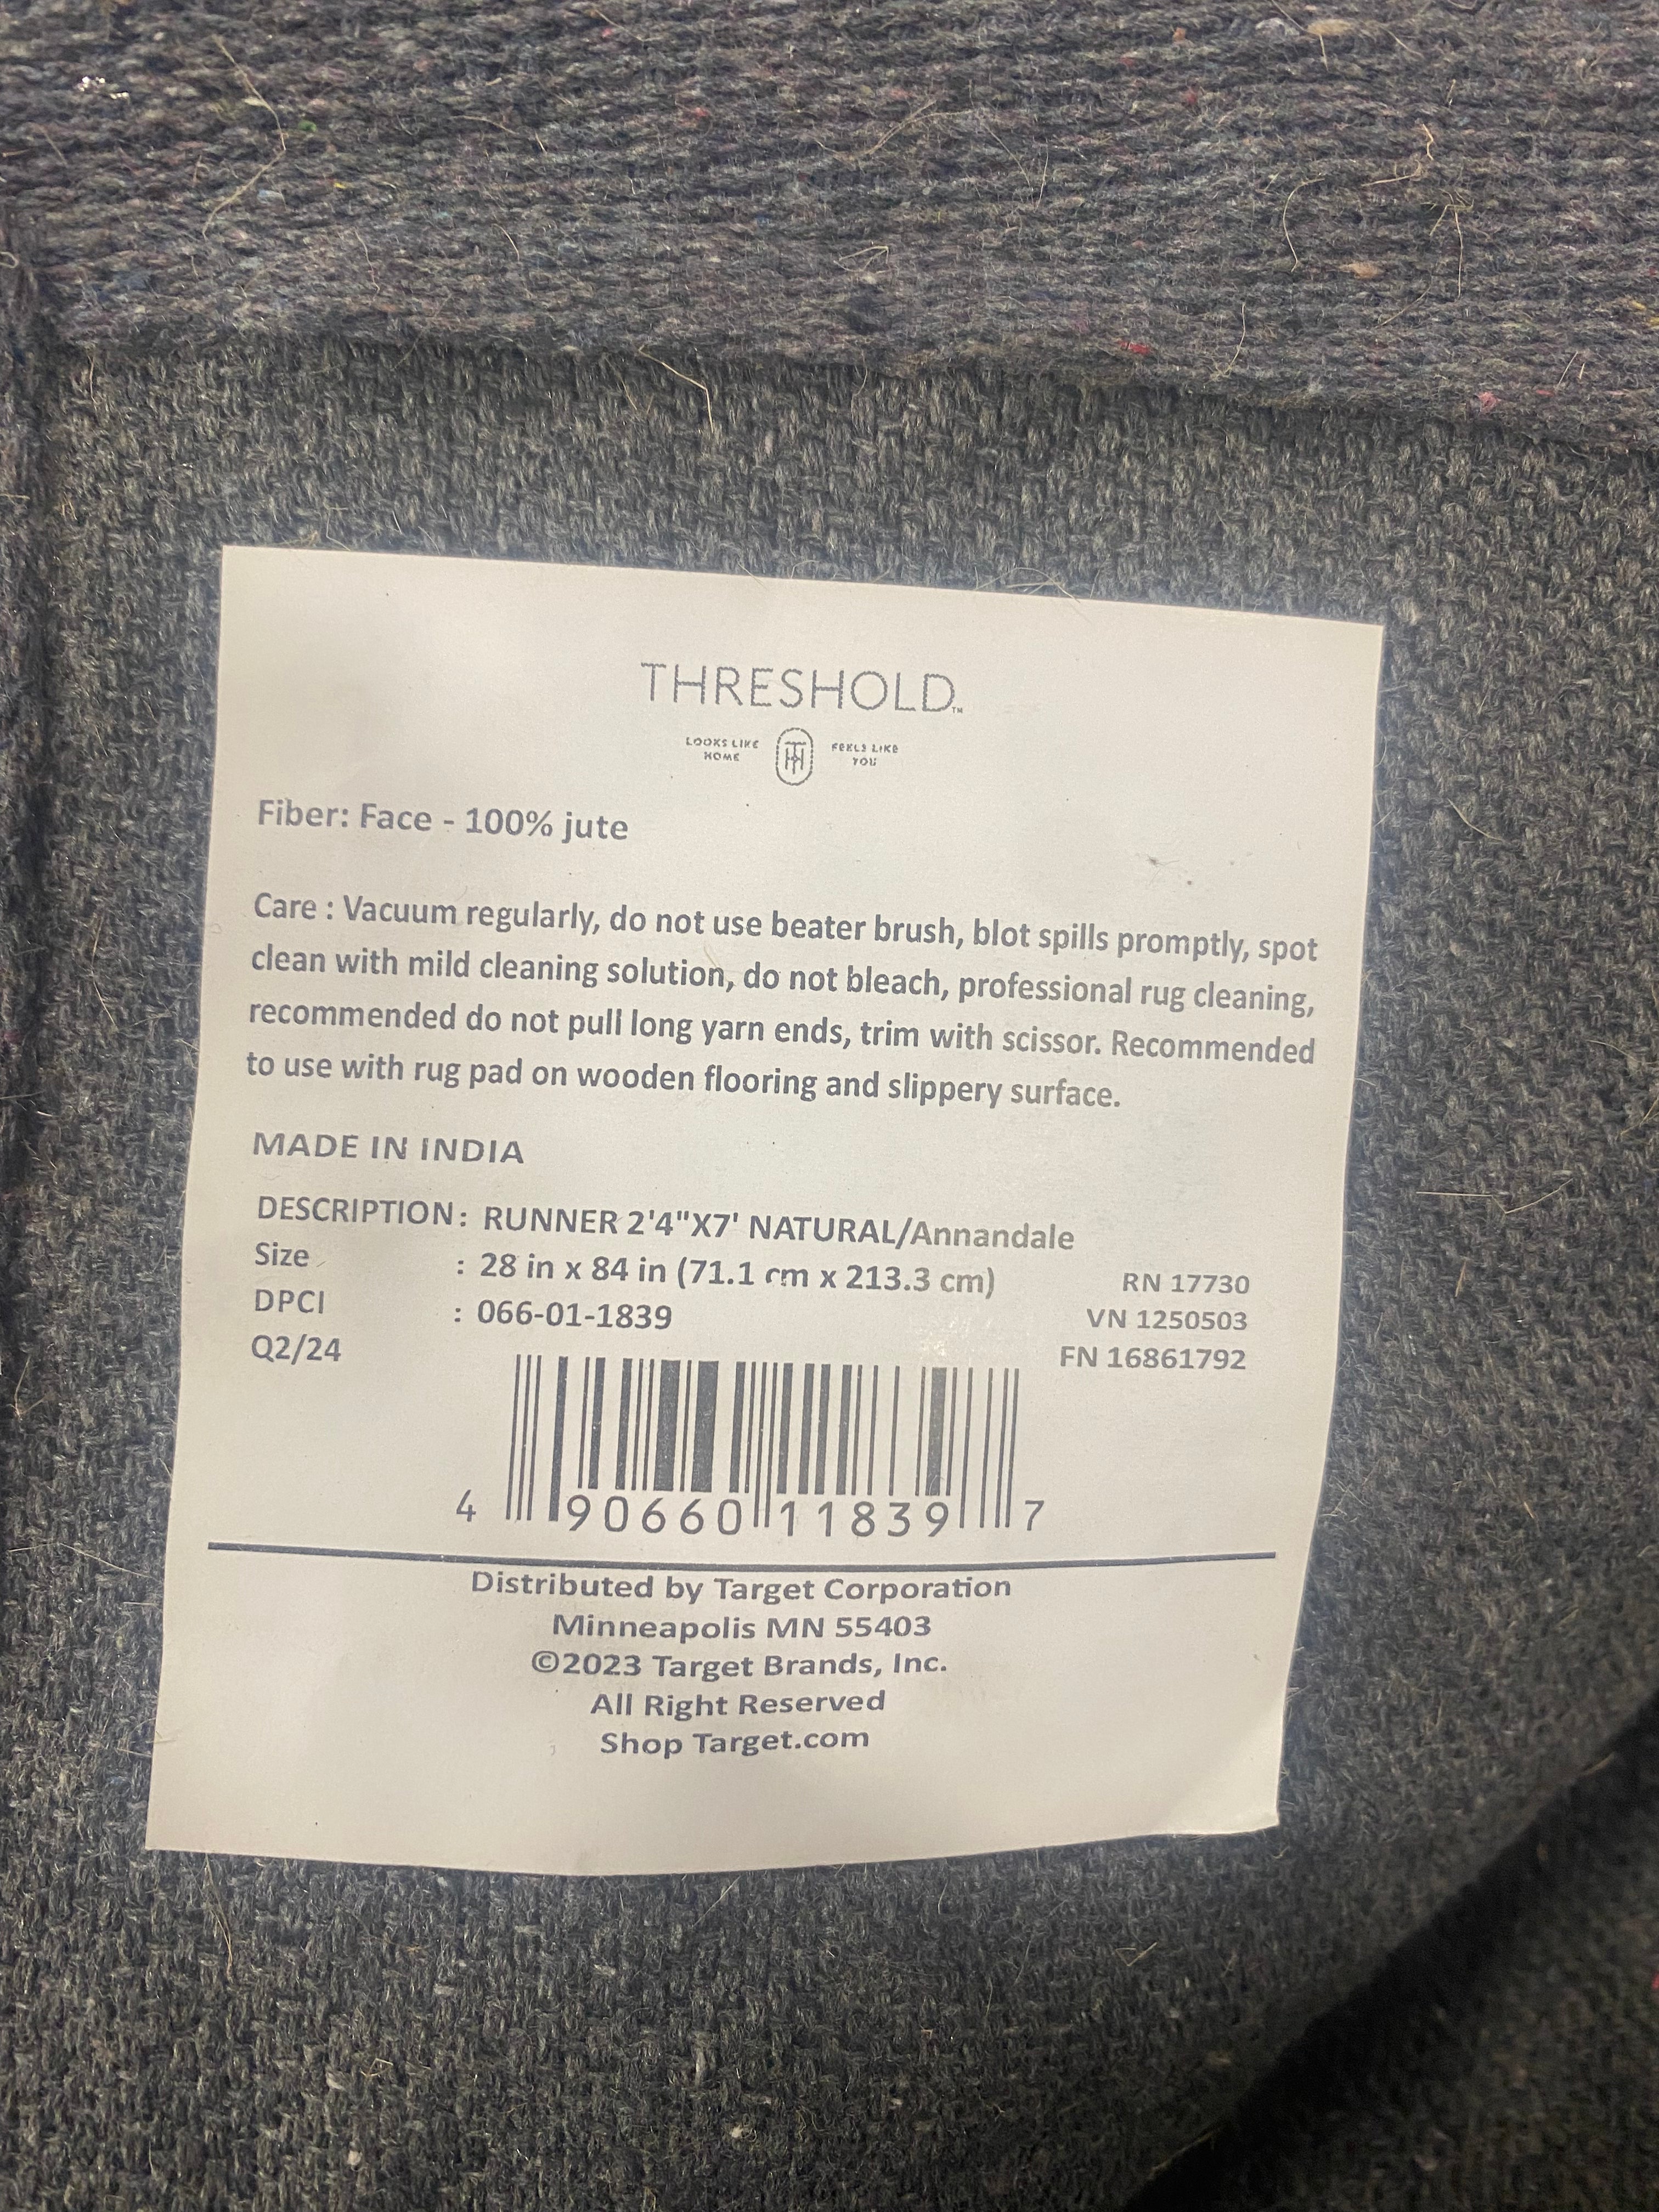 THRESHOLD™
LOOKS LIKE HOME TH FEELS LIKE YOU
Fiber: Face - 100% jute
Care : Vacuum regularly, do not use beater brush, blot spills promptly, spot
clean with mild cleaning solution, do not bleach, professional rug cleaning,
recommended do not pull long yarn ends, trim with scissor. Recommended
to use with rug pad on wooden flooring and slippery surface.
MADE IN INDIA
DESCRIPTION : RUNNER 2'4"X7' NATURAL/Annandale
Size : 28 in x 84 in (71.1 cm x 213.3 cm) RN 17730
DPCI : 066-01-1839 VN 1250503
Q2/24 FN 16861792
4 90660 11839 7
Distributed by Target Corporation
Minneapolis MN 55403
©2023 Target Brands, Inc.
All Right Reserved
Shop Target.com